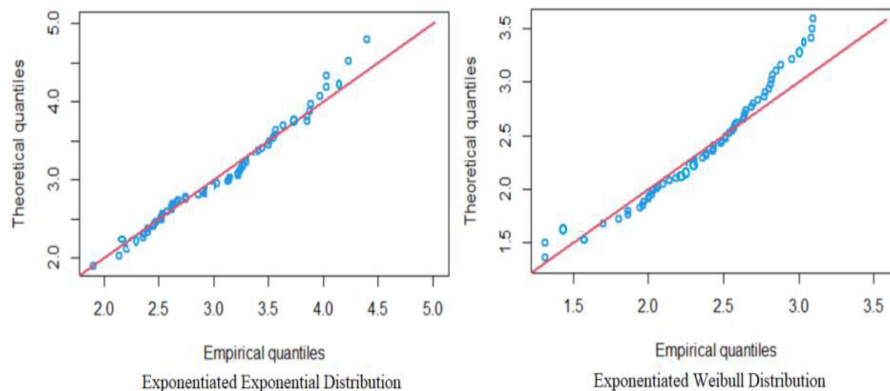 5.0
4.0
3.0
2.0
Theoretical quantiles
2.0 2.5 3.0 3.5 4.0 4.5 5.0
Empirical quantiles
Exponentiated Exponential Distribution
3.5
3.0
2.5
2.0
1.5
Theoretical quantiles
1.5 2.0 2.5 3.0 3.5
Empirical quantiles
Exponentiated Weibull Distribution